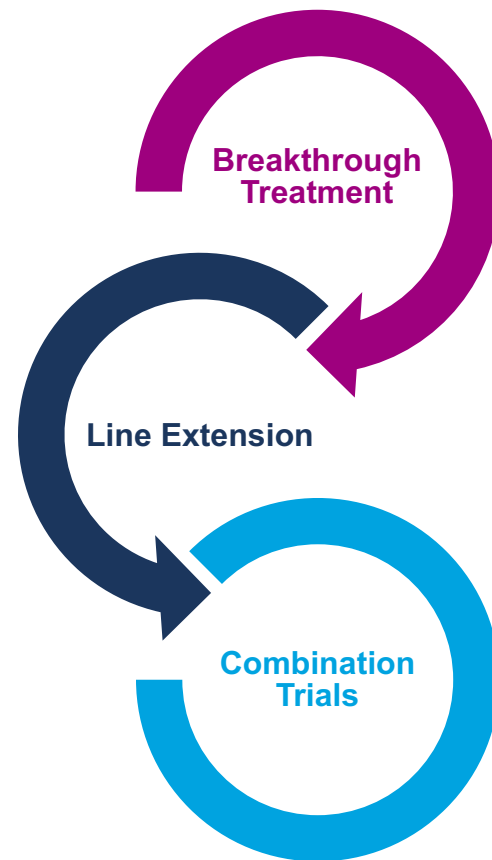 Breakthrough
Treatment
Line Extension
Combination
Trials